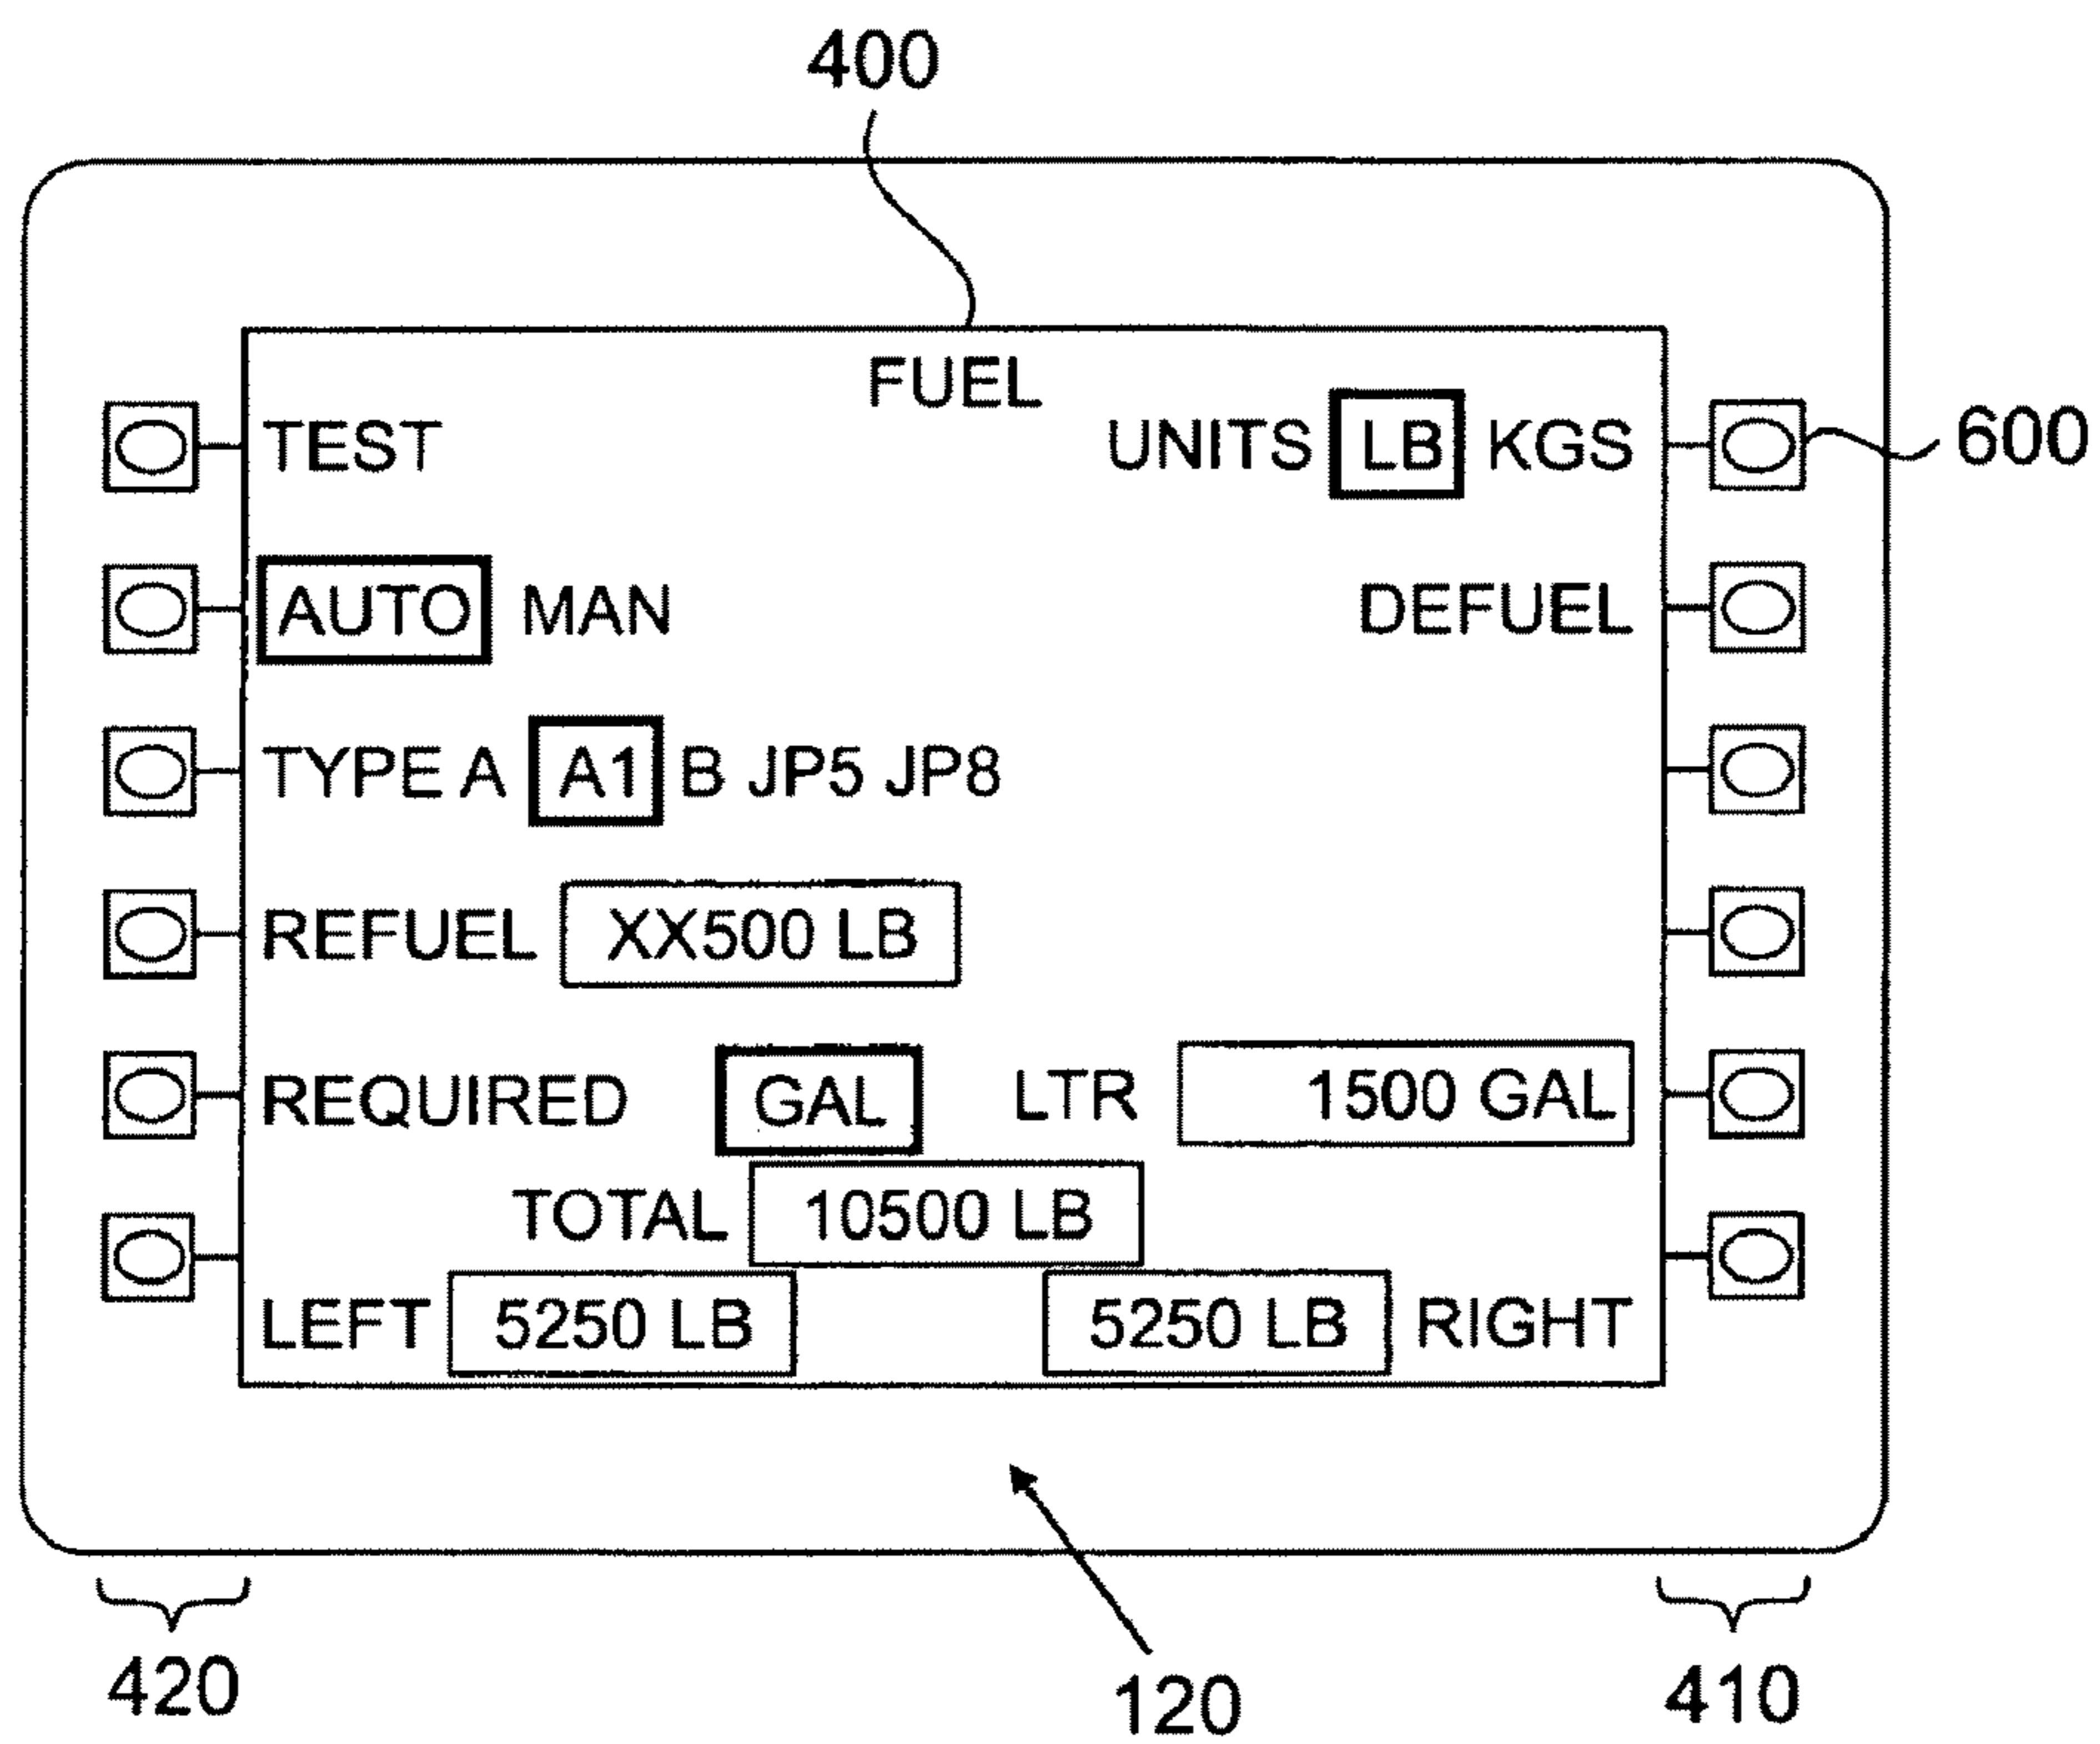 400
FUEL
TEST UNITS LB KGS 600
AUTO MAN DEFUEL
TYPE A A1 B JP5 JP8
REFUEL XX500 LB
REQUIRED GAL LTR 1500 GAL
TOTAL 10500 LB
LEFT 5250 LB 5250 LB RIGHT
420 120 410